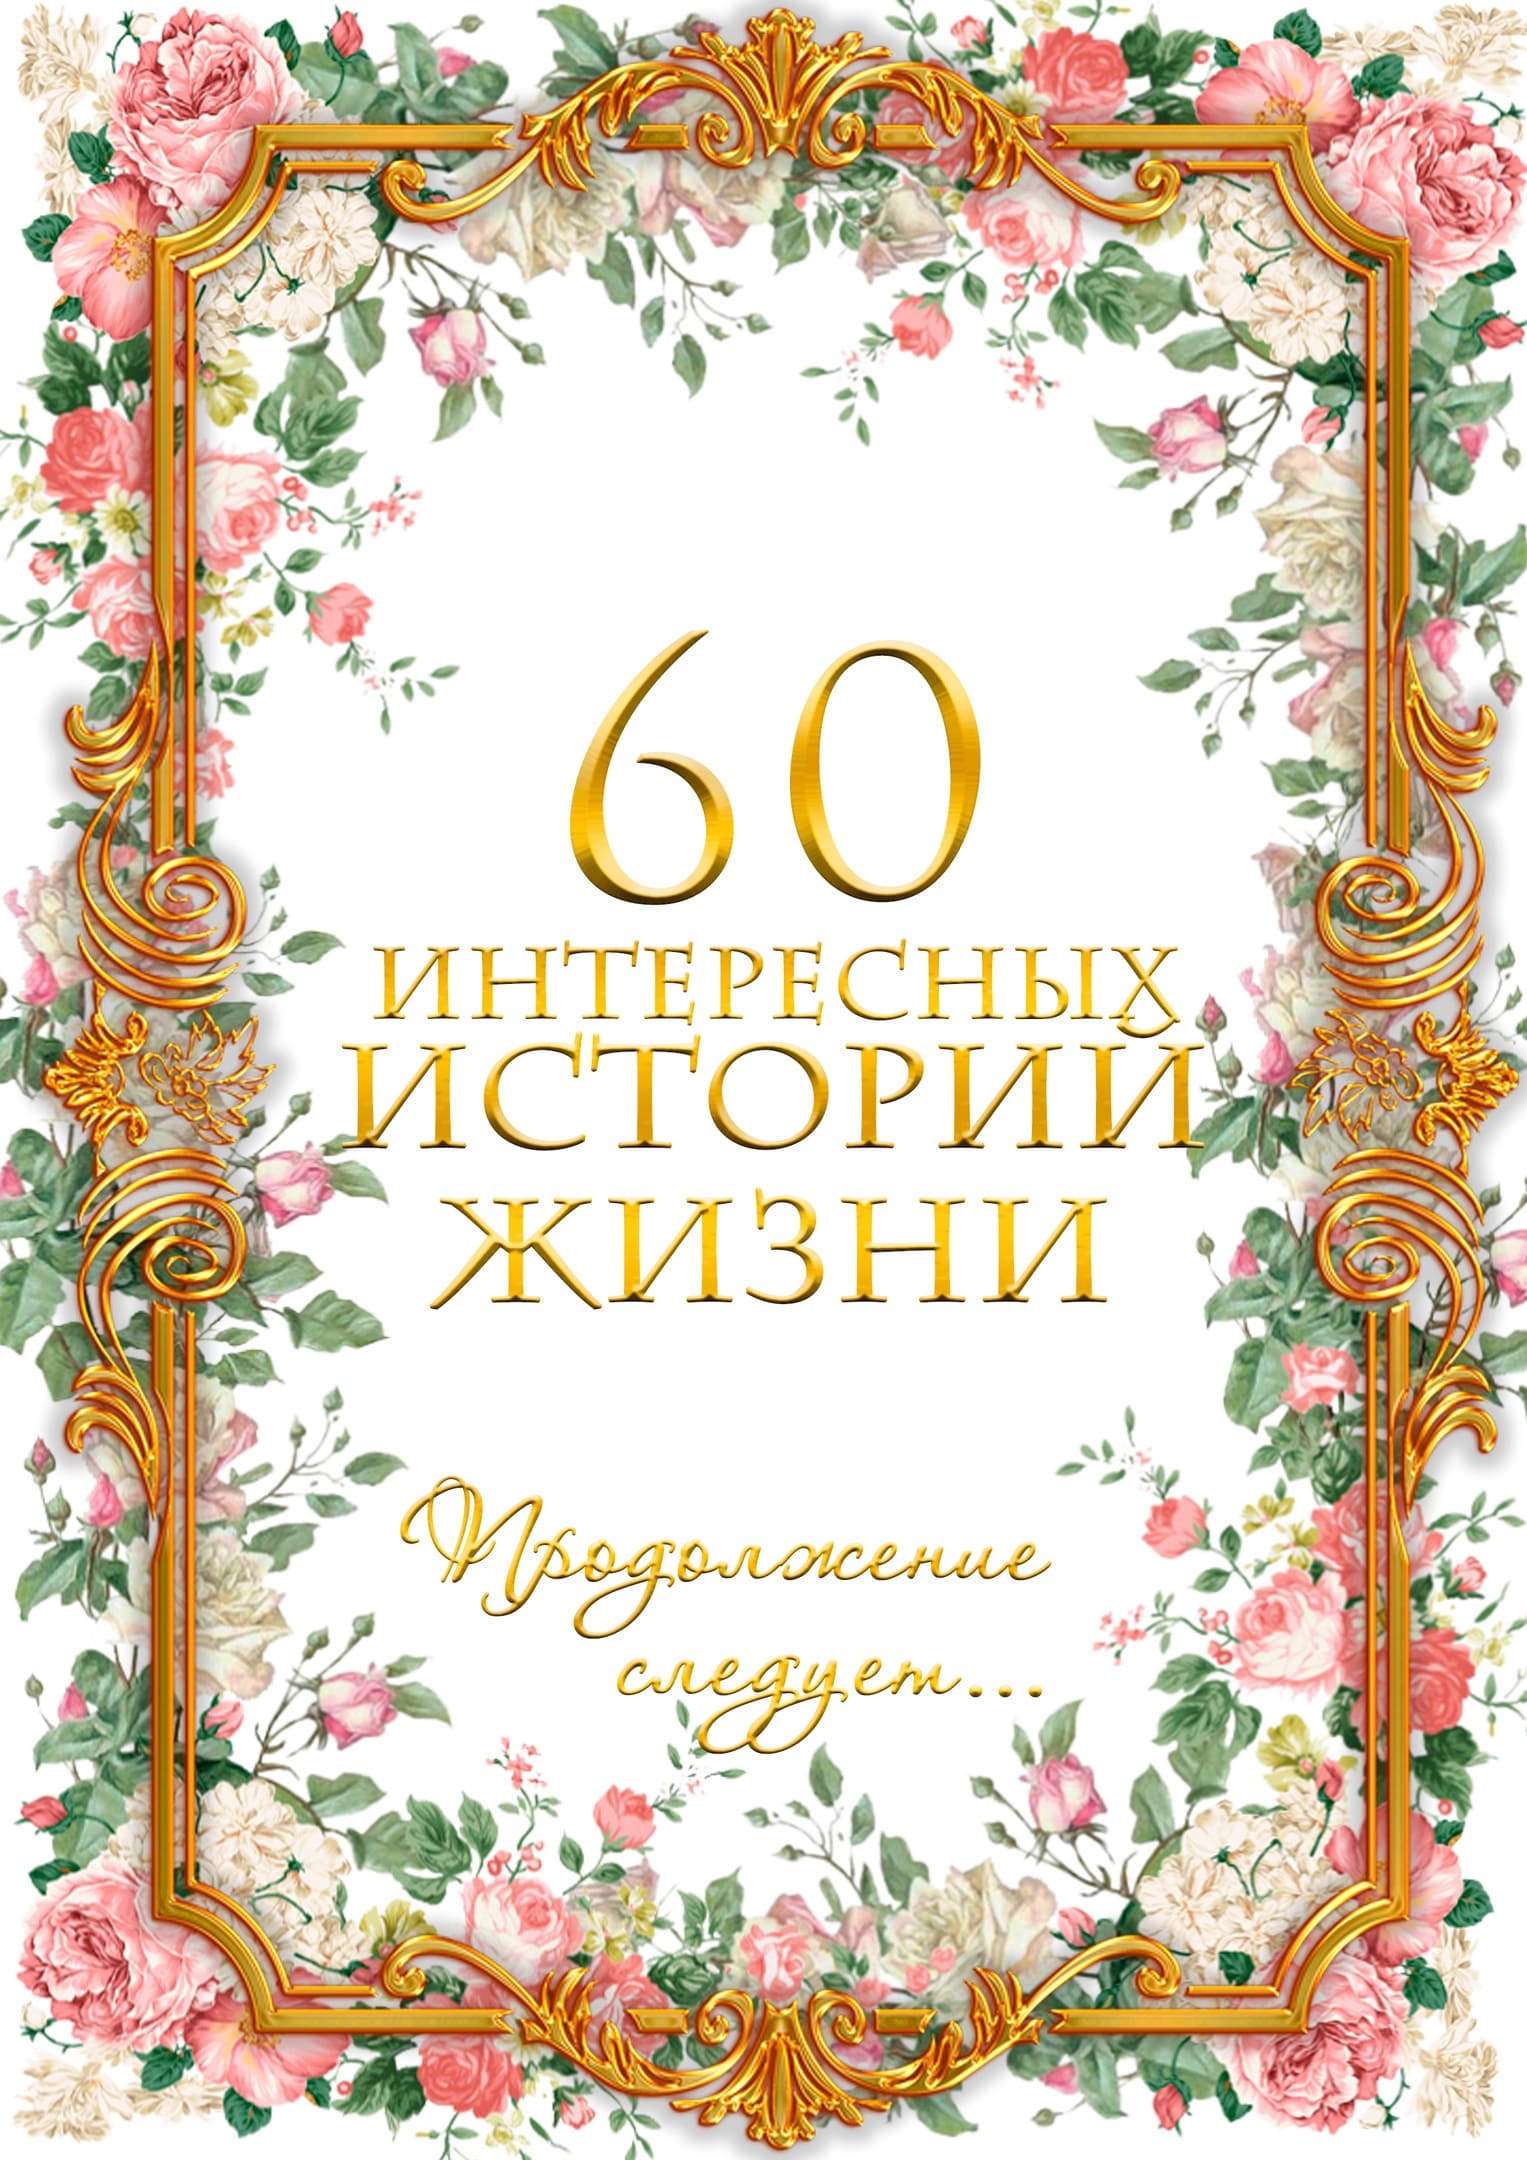 60
ИНТЕРЕСНЫХ
ИСТОРИЙ
ЖИЗНИ
Продолжение
следует...